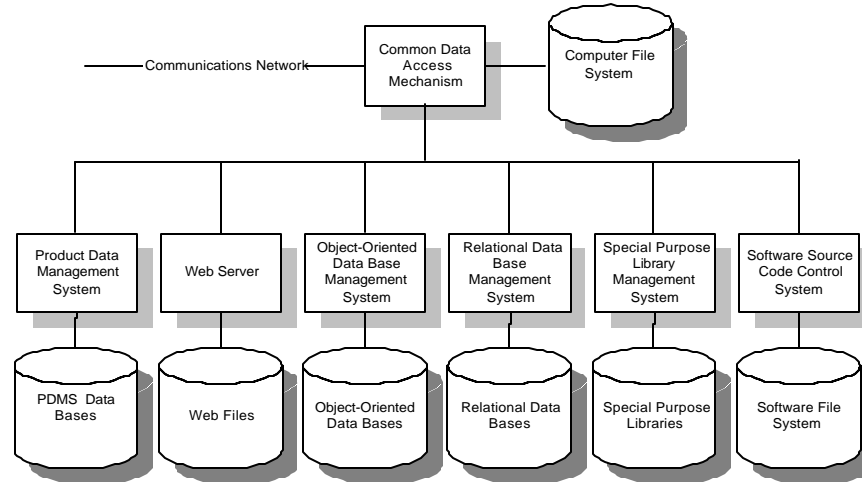 Communications Network
Common Data
Access
Mechanism
Computer File
System
Product Data
Management
System
Web Server
Object-Oriented
Data Base
Management
System
Relational Data
Base
Management
System
Special Purpose
Library
Management
System
Software Source
Code Control
System
PDMS Data
Bases
Web Files
Object-Oriented
Data Bases
Relational Data
Bases
Special Purpose
Libraries
Software File
System